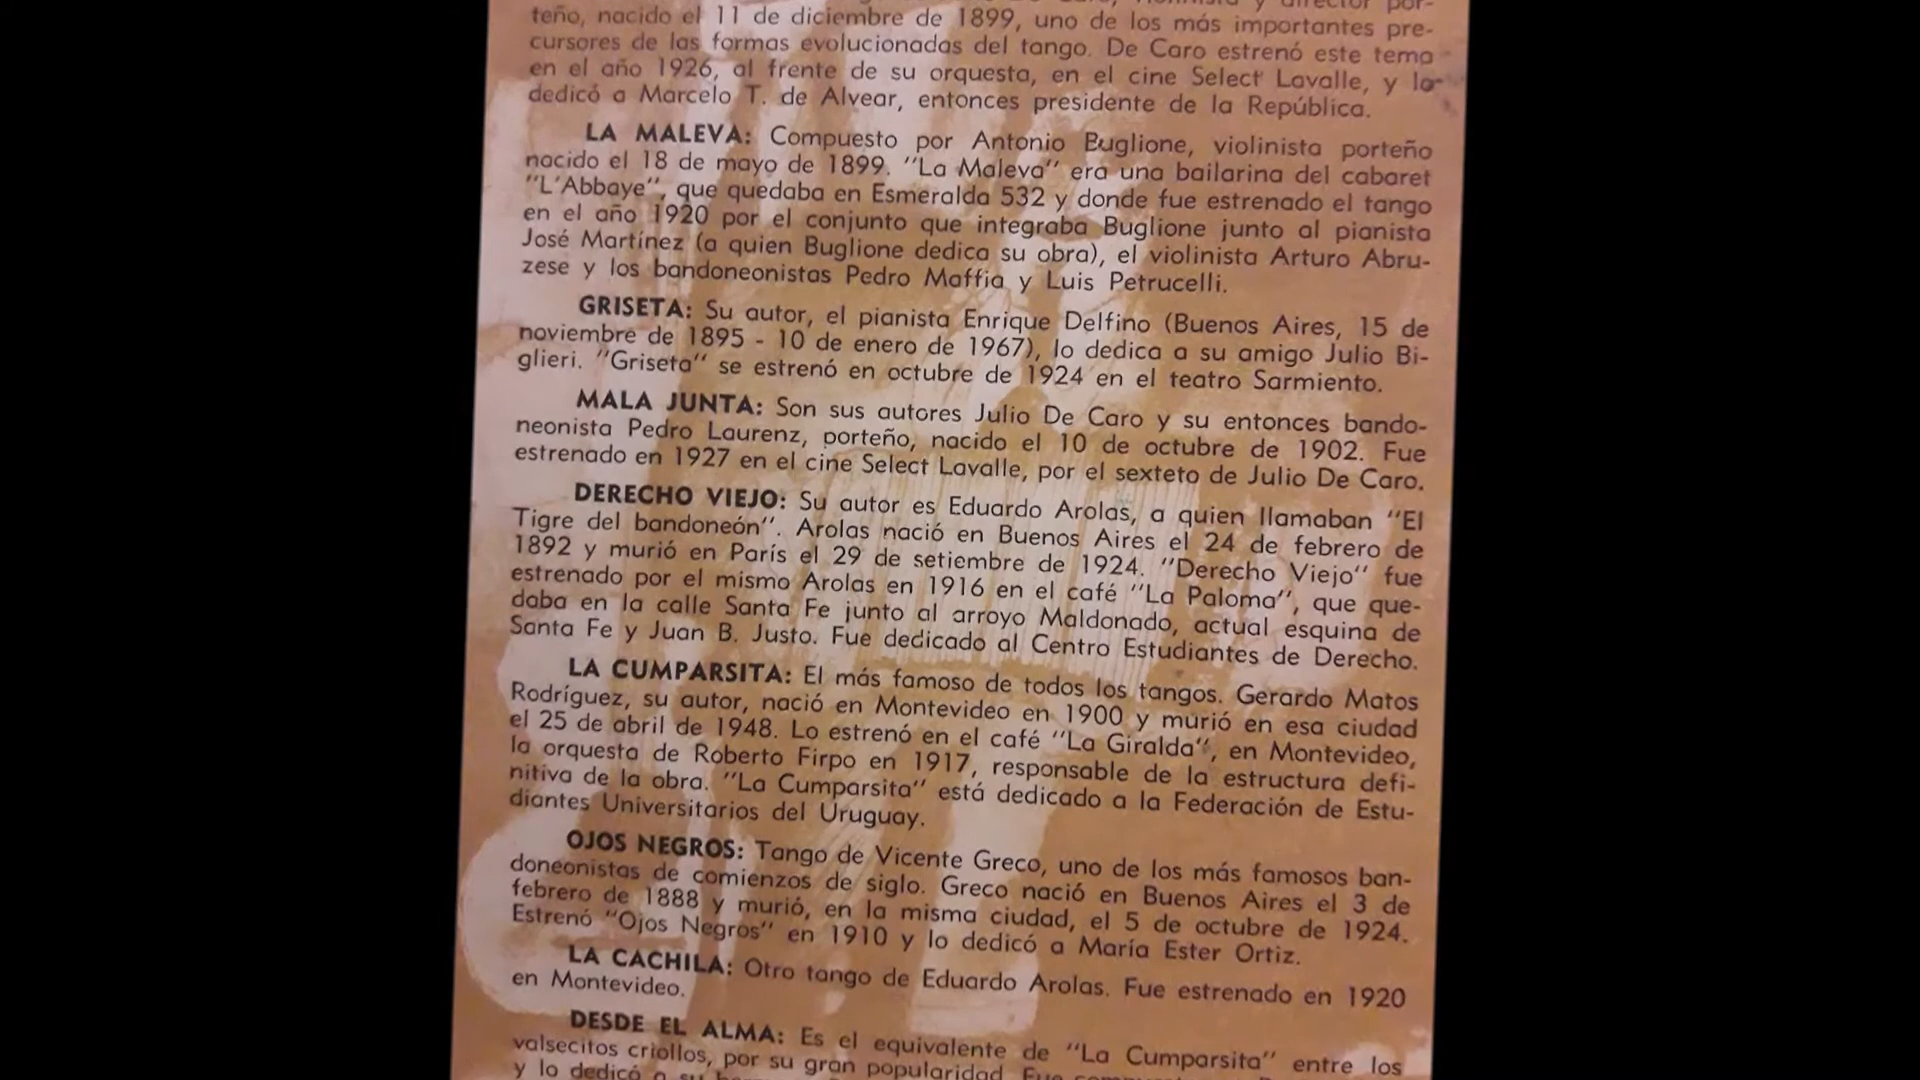 teño, nacido el 11 de diciembre de 1899, uno de los más importantes pre-
cursores de las formas evolucionadas del tango. De Caro estrenó este tema
en el año 1926, al frente de su orquesta, en el cine Select Lavalle, y lo
dedicó a Marcelo T. de Alvear, entonces presidente de la República.
LA MALEVA: Compuesto por Antonio Buglione, violinista porteño
nacido el 18 de mayo de 1899. "La Maleva" era una bailarina del cabaret
"L'Abbaye", que quedaba en Esmeralda 532 y donde fue estrenado el tango
en el año 1920 por el conjunto que integraba Buglione junto al pianista
José Martínez (a quien Buglione dedica su obra), el violinista Arturo Abru-
zese y los bandoneonistas Pedro Maffia y Luis Petrucelli.
GRISETA: Su autor, el pianista Enrique Delfino (Buenos Aires, 15 de
noviembre de 1895 - 10 de enero de 1967), lo dedica a su amigo Julio Bi-
glieri. "Griseta" se estrenó en octubre de 1924 en el teatro Sarmiento.
MALA JUNTA: Son sus autores Julio De Caro y su entonces bando-
neonista Pedro Laurenz, porteño, nacido el 10 de octubre de 1902. Fue
estrenado en 1927 en el cine Select Lavalle, por el sexteto de Julio De Caro.
DERECHO VIEJO: Su autor es Eduardo Arolas, a quien llamaban "El
Tigre del bandoneón". Arolas nació en Buenos Aires el 24 de febrero de
1892 y murió en París el 29 de setiembre de 1924. "Derecho Viejo" fue
estrenado por el mismo Arolas en 1916 en el café "La Paloma", que que-
daba en la calle Santa Fe junto al arroyo Maldonado, actual esquina de
Santa Fe y Juan B. Justo. Fue dedicado al Centro Estudiantes de Derecho.
LA CUMPARSITA: El más famoso de todos los tangos. Gerardo Matos
Rodríguez, su autor, nació en Montevideo en 1900 y murió en esa ciudad
el 25 de abril de 1948. Lo estrenó en el café "La Giralda", en Montevideo,
la orquesta de Roberto Firpo en 1917, responsable de la estructura defi-
nitiva de la obra. "La Cumparsita" está dedicado a la Federación de Estu-
diantes Universitarios del Uruguay.
OJOS NEGROS: Tango de Vicente Greco, uno de los más famosos ban-
doneonistas de comienzos de siglo. Greco nació en Buenos Aires el 3 de
febrero de 1888 y murió, en la misma ciudad, el 5 de octubre de 1924.
Estrenó "Ojos Negros" en 1910 y lo dedicó a María Ester Ortiz.
LA CACHILA: Otro tango de Eduardo Arolas. Fue estrenado en 1920
en Montevideo.
DESDE EL ALMA: Es el equivalente de "La Cumparsita" entre los
valsecitos criollos, por su gran popularidad. Fue
y lo dedicó a su